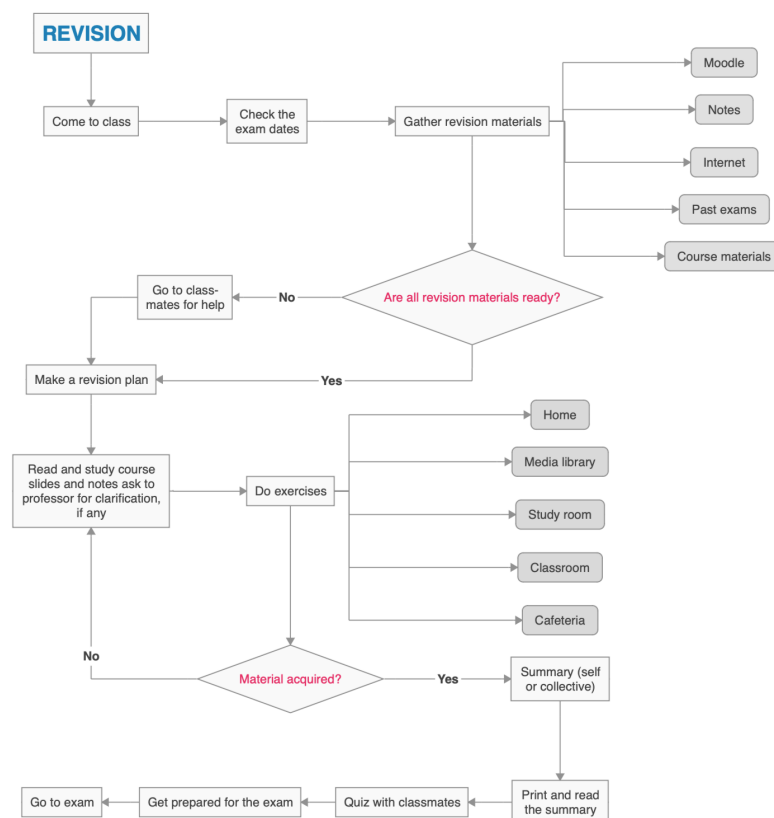 REVISION
Come to class
Check the
exam dates
Gather revision materials
Moodle
Notes
Internet
Past exams
Course materials
Are all revision materials ready?
No
Go to class-
mates for help
Yes
Make a revision plan
Read and study course
slides and notes ask to
professor for clarification,
if any
Do exercises
Home
Media library
Study room
Classroom
Cafeteria
Material acquired?
No
Yes
Summary (self
or collective)
Print and read
the summary
Quiz with classmates
Get prepared for the exam
Go to exam